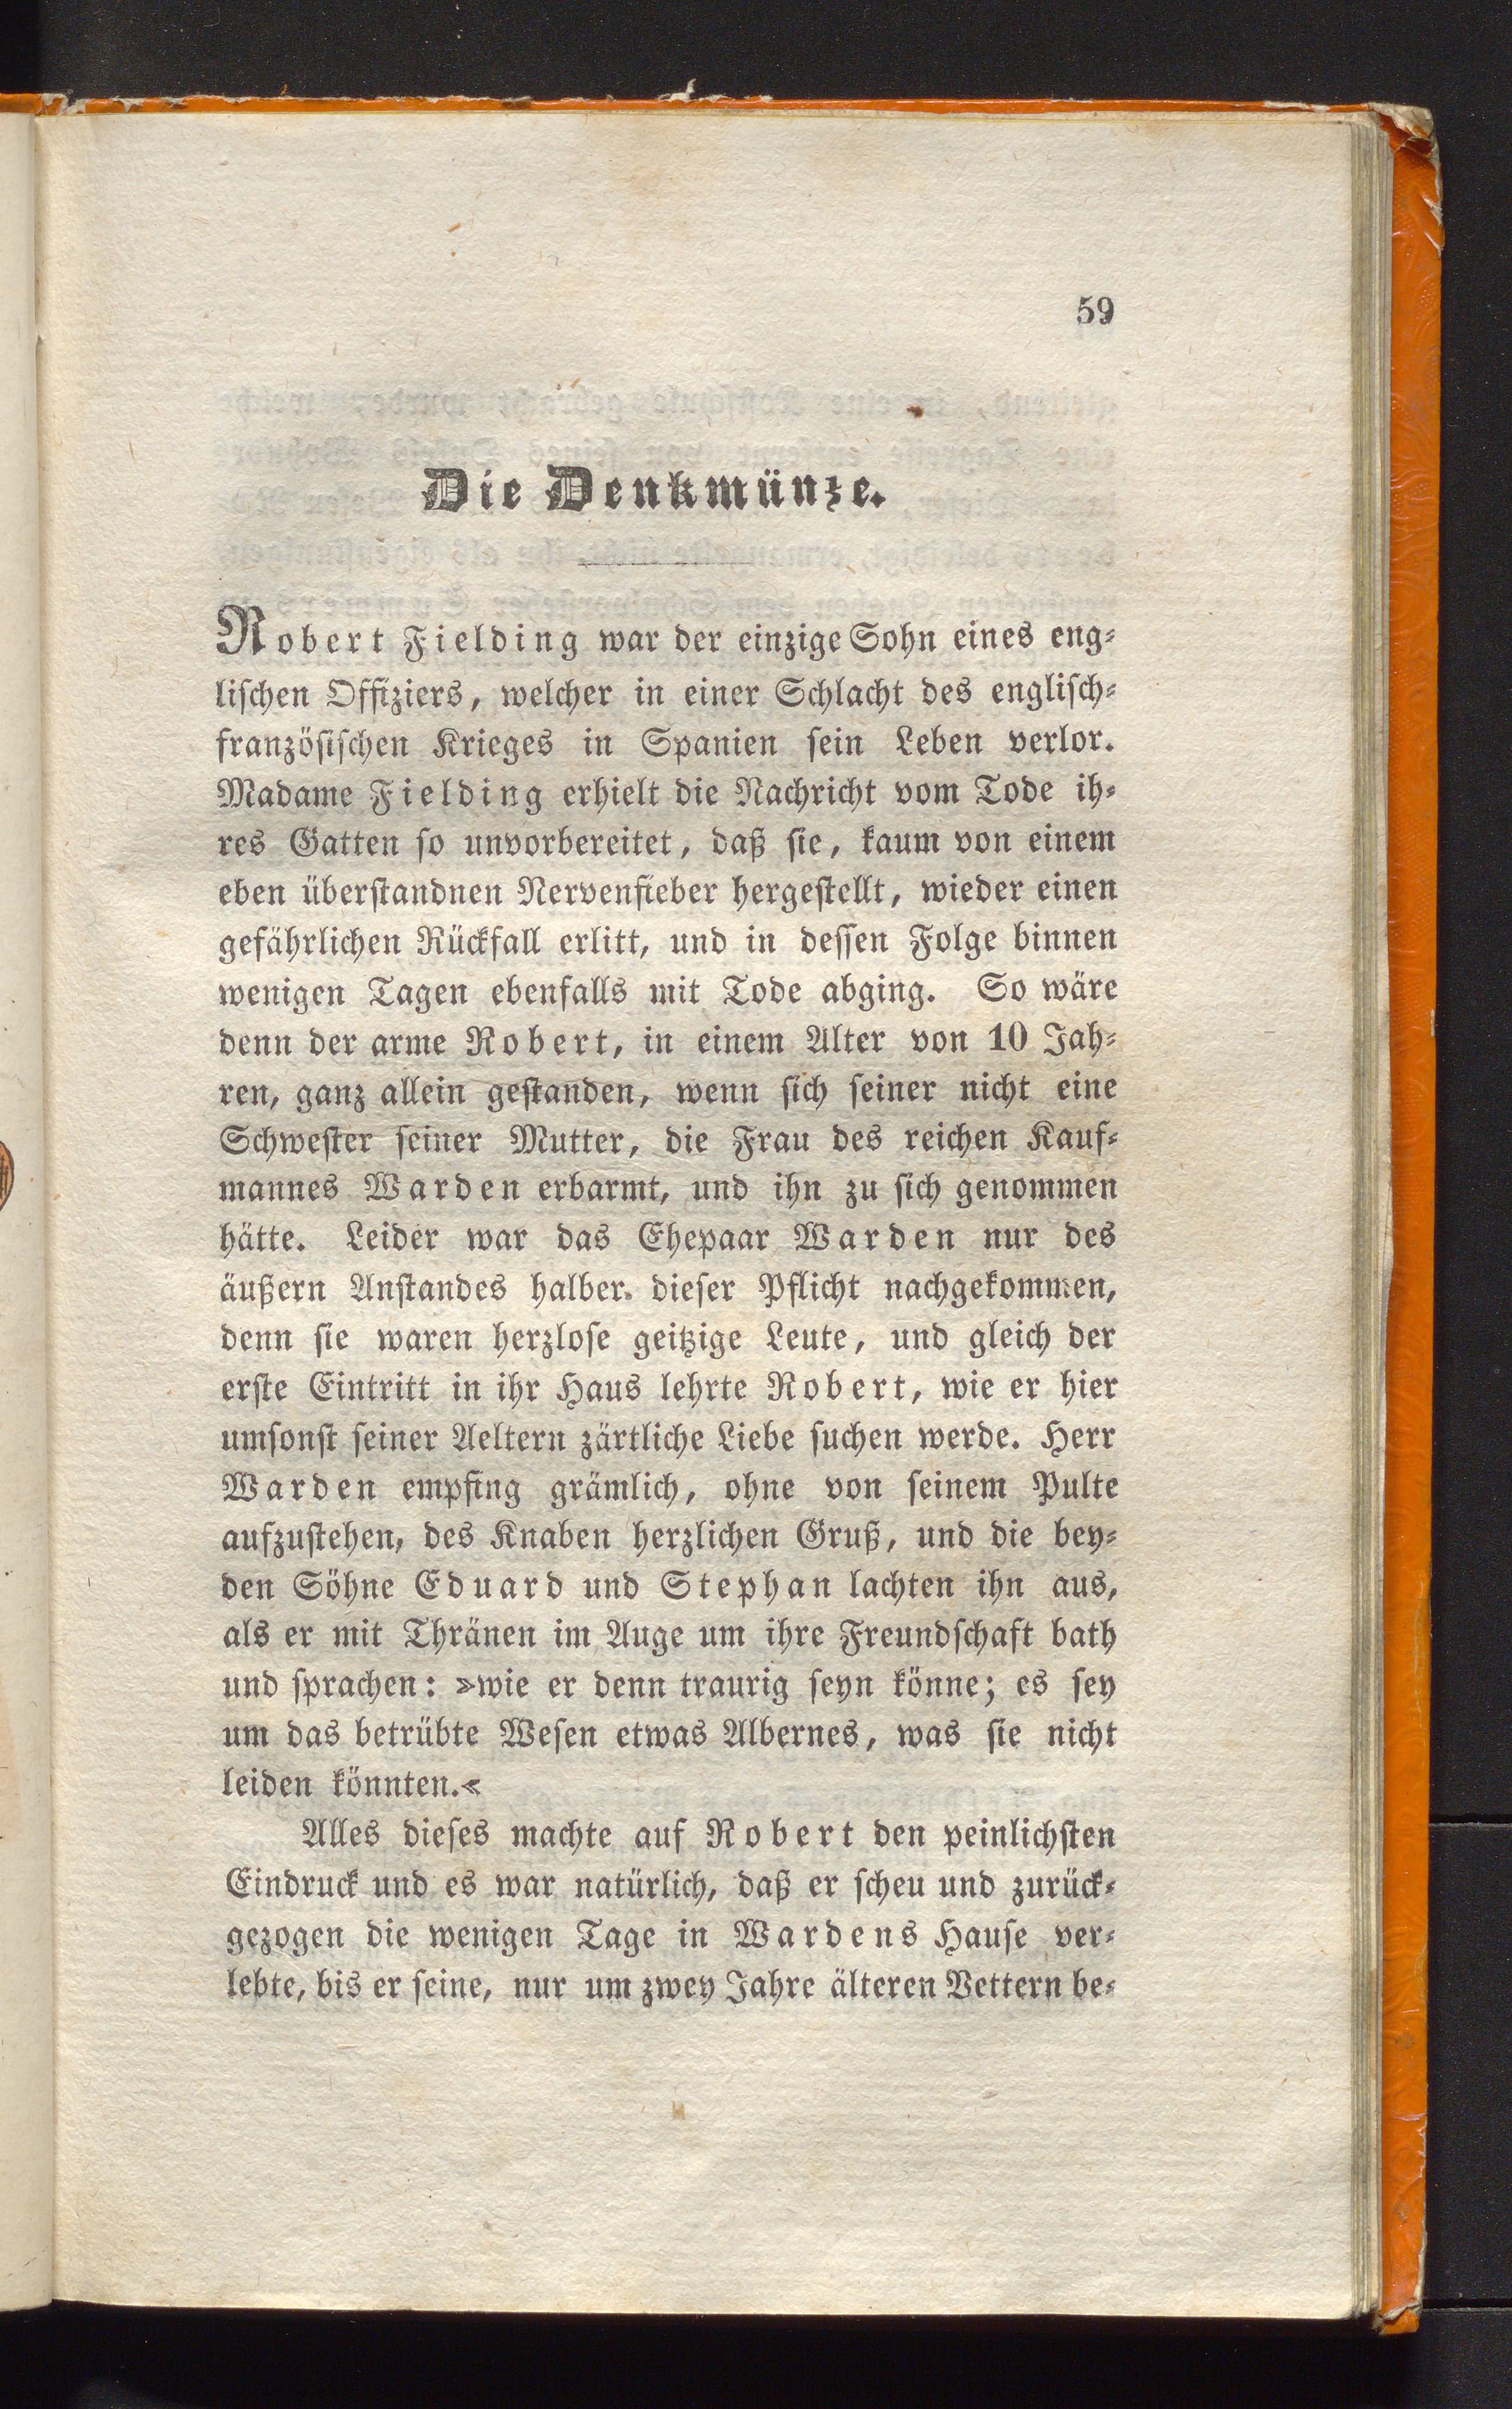 59
Die Denkmünze.
Robert Fielding war der einzige Sohn eines eng⸗
lischen Offiziers, welcher in einer Schlacht des englisch⸗
französischen Krieges in Spanien sein Leben verlor.
Madame Fielding erhielt die Nachricht vom Tode ih⸗
res Gatten so unvorbereitet, daß sie, kaum von einem
eben überstandnen Nervenfieber hergestellt, wieder einen
gefährlichen Rückfall erlitt, und in dessen Folge binnen
wenigen Tagen ebenfalls mit Tode abging. So wäre
denn der arme Robert, in einem Alter von 10 Jah⸗
ren, ganz allein gestanden, wenn sich seiner nicht eine
Schwester seiner Mutter, die Frau des reichen Kauf⸗
mannes Warden erbarmt, und ihn zu sich genommen
hätte. Leider war das Ehepaar Warden nur des
äußern Anstandes halber. dieser Pflicht nachgekommen,
denn sie waren herzlose geitzige Leute, und gleich der
erste Eintritt in ihr Haus lehrte Robert, wie er hier
umsonst seiner Aeltern zärtliche Liebe suchen werde. Herr
Warden empfing grämlich, ohne von seinem Pulte
aufzustehen, des Knaben herzlichen Gruß, und die bey⸗
den Söhne Eduard und Stephan lachten ihn aus,
als er mit Thränen im Auge um ihre Freundschaft bath
und sprachen: »wie er denn traurig seyn könne; es sey
um das betrübte Wesen etwas Albernes, was sie nicht
leiden könnten.«
Alles dieses machte auf Robert den peinlichsten
Eindruck und es war natürlich, daß er scheu und zurück⸗
gezogen die wenigen Tage in Wardens Hause ver⸗
lebte, bis er seine, nur um zwey Jahre älteren Vettern be⸗